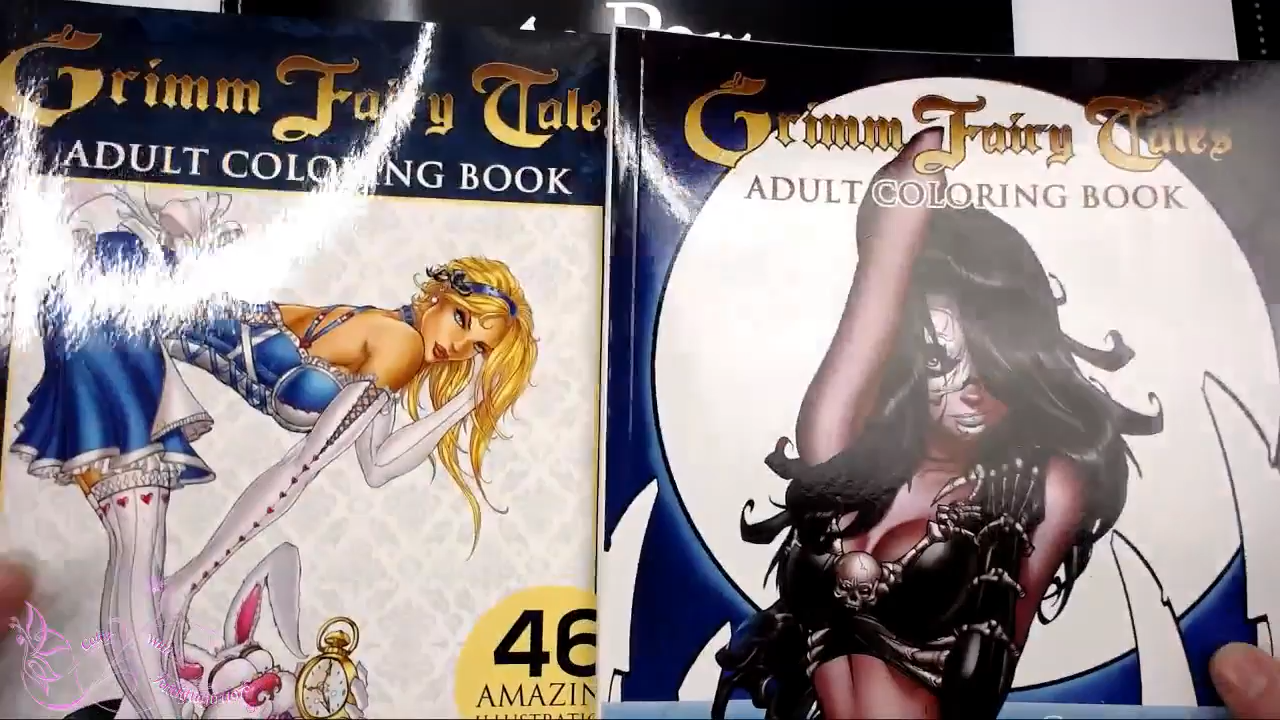 Grimm Fairy Tales
ADULT COLORING BOOK
46
AMAZIN
Grimm Fairy Tales
ADULT COLORING BOOK